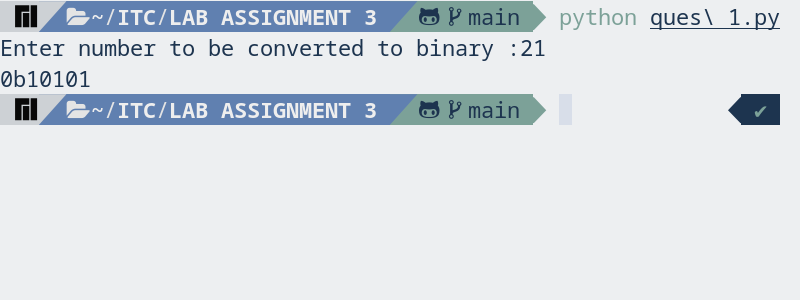 ~/ITC/LAB ASSIGNMENT 3 main python ques\ 1.py
Enter number to be converted to binary :21
0b10101
~/ITC/LAB ASSIGNMENT 3 main ✔